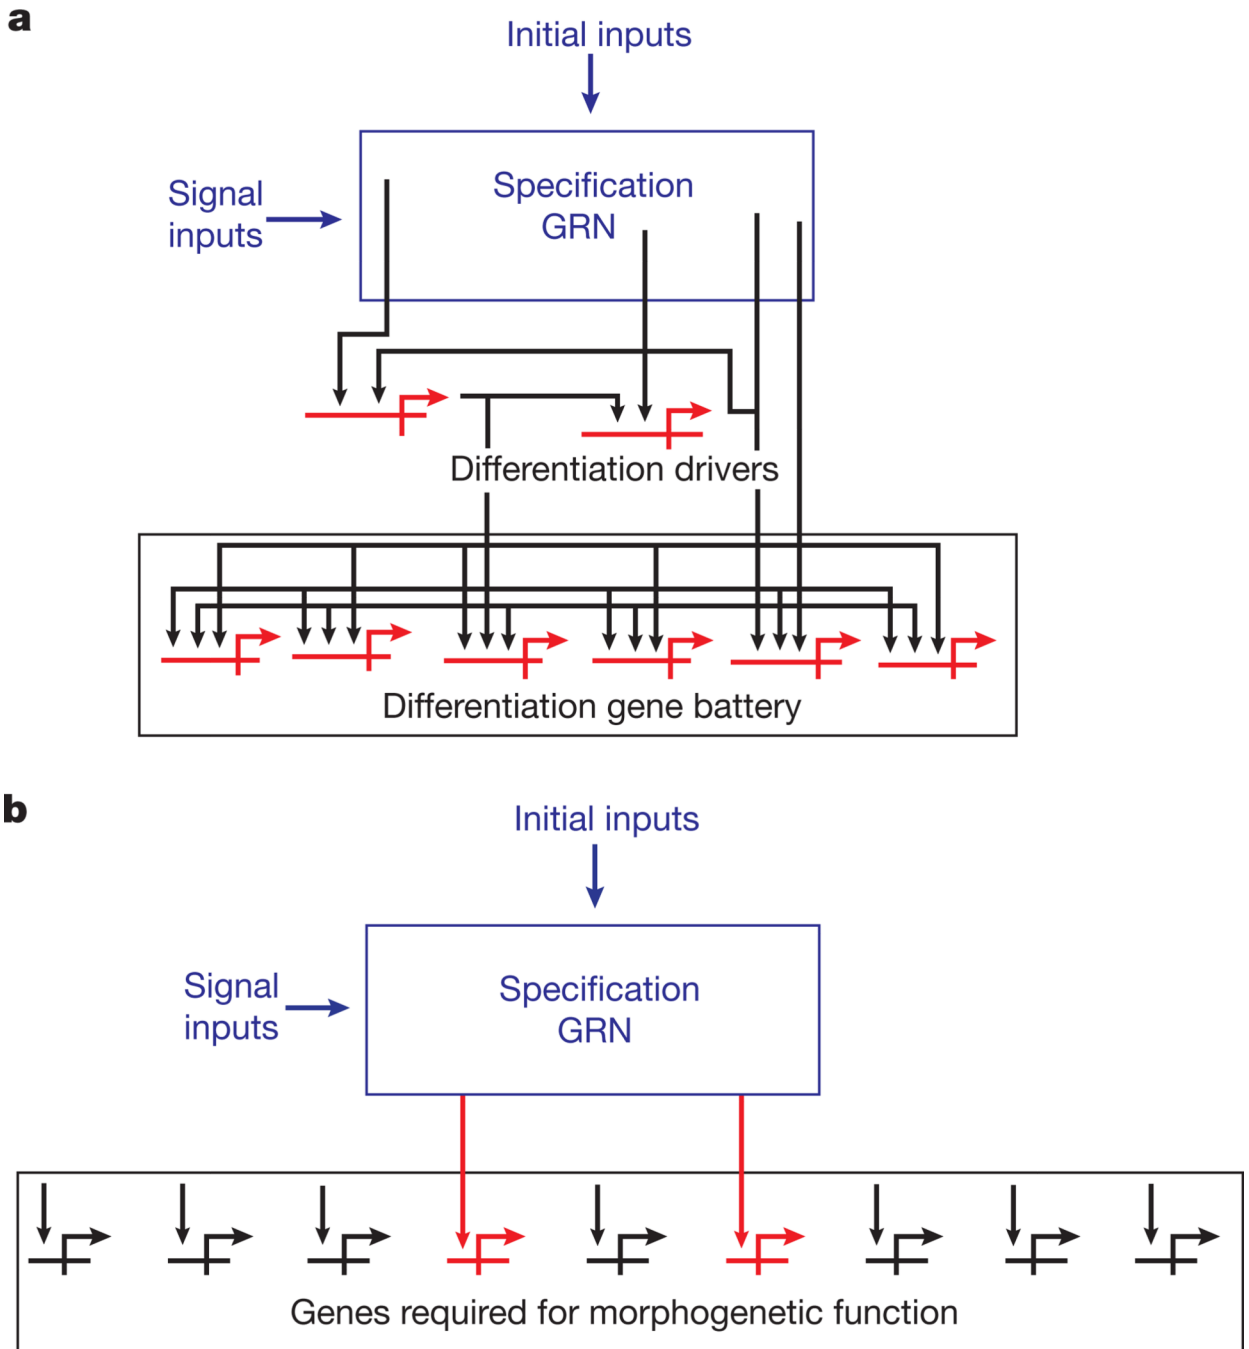 a
Initial inputs
Signal
inputs
Specification
GRN
Differentiation drivers
Differentiation gene battery
b
Initial inputs
Signal
inputs
Specification
GRN
Genes required for morphogenetic function